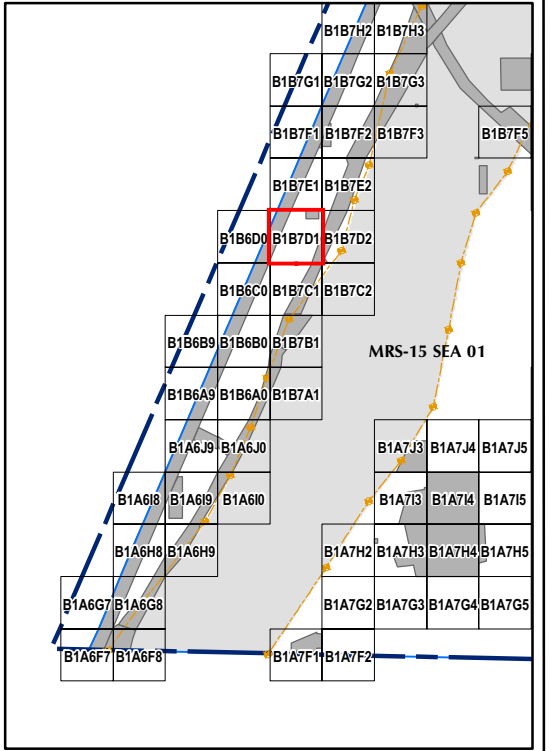 B1B7H2 B1B7H3
B1B7G1 B1B7G2 B1B7G3
B1B7F1 B1B7F2 B1B7F3 B1B7F5
B1B7E1 B1B7E2
B1B6D0 B1B7D1 B1B7D2
B1B6C0 B1B7C1 B1B7C2
B1B6B9 B1B6B0 B1B7B1
MRS-15 SEA 01
B1B6A9 B1B6A0 B1B7A1
B1A6J9 B1A6J0 B1A7J3 B1A7J4 B1A7J5
B1A6I8 B1A6I9 B1A6I0 B1A7I3 B1A7I4 B1A7I5
B1A6H8 B1A6H9 B1A7H2 B1A7H3 B1A7H4 B1A7H5
B1A6G7 B1A6G8 B1A7G2 B1A7G3 B1A7G4 B1A7G5
B1A6F7 B1A6F8 B1A7F1 B1A7F2